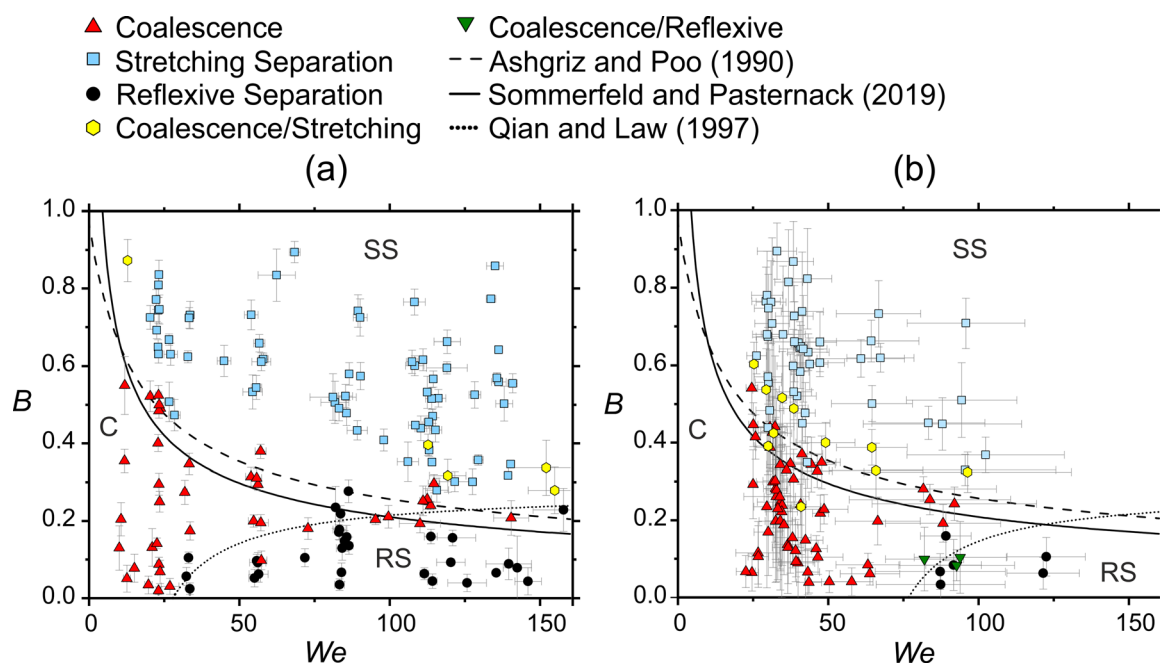 Coalescence
Stretching Separation
Reflexive Separation
Coalescence/Stretching
Coalescence/Reflexive
Ashgriz and Poo (1990)
Sommerfeld and Pasternack (2019)
Qian and Law (1997)
(a)
1.0
0.8
0.6
0.4
0.2
0.0
B
SS
C
RS
0
50
100
150
We
(b)
1.0
0.8
0.6
0.4
0.2
0.0
B
SS
C
RS
0
50
100
150
We